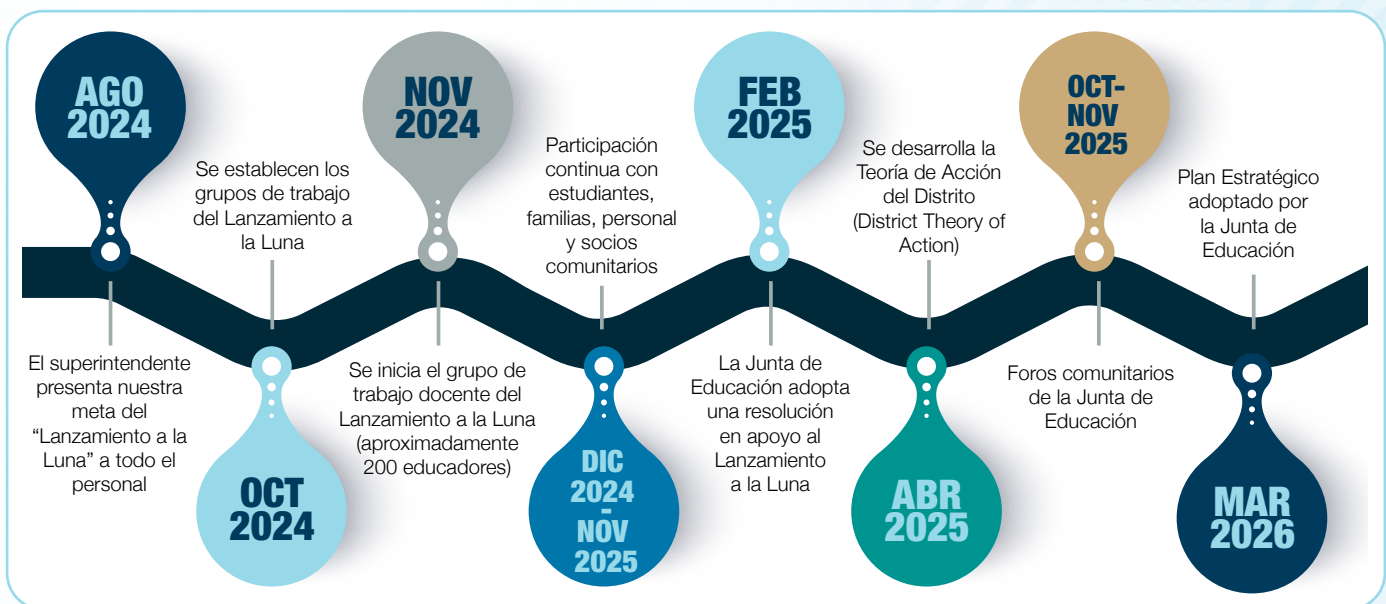 AGO
2024
El superintendente
presenta nuestra
meta del
“Lanzamiento a la
Luna” a todo el
personal
Se establecen los
grupos de trabajo
del Lanzamiento a
la Luna
OCT
2024
NOV
2024
Se inicia el grupo de
trabajo docente del
Lanzamiento a la Luna
(aproximadamente
200 educadores)
Participación
continua con
estudiantes,
familias, personal
y socios
comunitarios
DIC
2024
-
NOV
2025
FEB
2025
La Junta de
Educación adopta
una resolución
en apoyo al
Lanzamiento
a la Luna
Se desarrolla la
Teoría de Acción
del Distrito
(District Theory of
Action)
ABR
2025
OCT-
NOV
2025
Foros comunitarios
de la Junta de
Educación
Plan Estratégico
adoptado por
la Junta de
Educación
MAR
2026